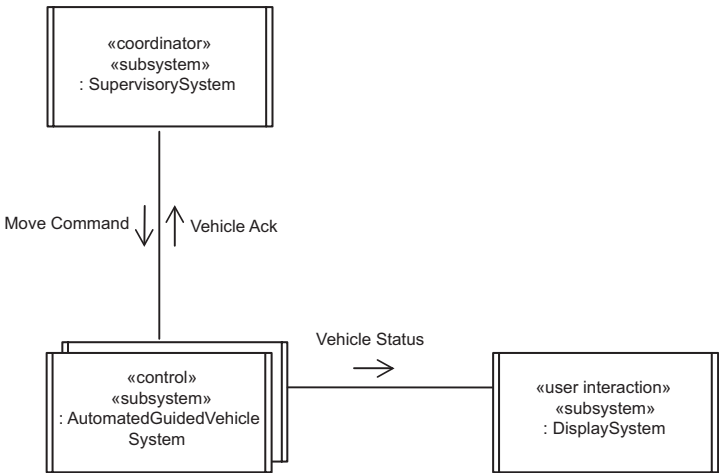 «coordinator»
«subsystem»
: SupervisorySystem
Move Command
Vehicle Ack
Vehicle Status
«control»
«subsystem»
: AutomatedGuidedVehicle
System
«user interaction»
«subsystem»
: DisplaySystem